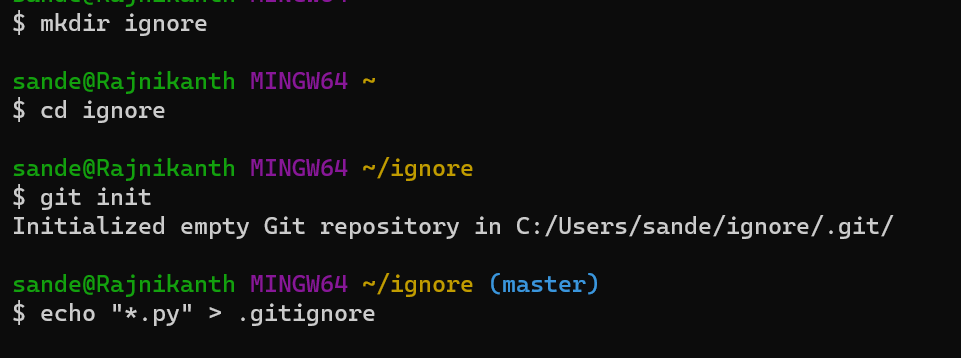 $ mkdir ignore
sande@Rajnikanth MINGW64 ~
$ cd ignore
sande@Rajnikanth MINGW64 ~/ignore
$ git init
Initialized empty Git repository in C:/Users/sande/ignore/.git/
sande@Rajnikanth MINGW64 ~/ignore (master)
$ echo "*.py" > .gitignore